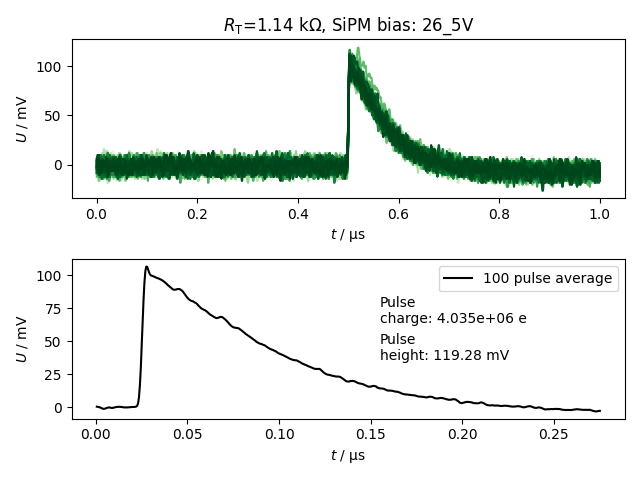 R_T=1.14 kΩ, SiPM bias: 26_5V
100
50
0
U / mV
0.0 0.2 0.4 0.6 0.8 1.0
t / µs
100 pulse average
Pulse
charge: 4.035e+06 e
Pulse
height: 119.28 mV
100
75
50
25
0
U / mV
0.00 0.05 0.10 0.15 0.20 0.25
t / µs